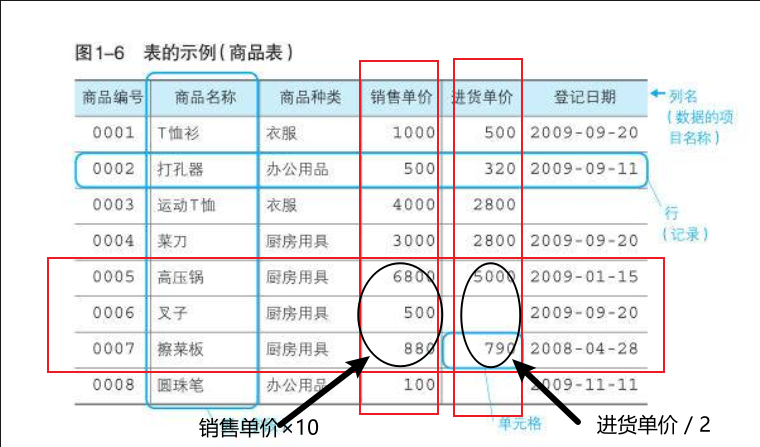 图1-6 表的示例(商品表)
商品编号 商品名称 商品种类 销售单价 进货单价 登记日期
0001 T恤衫 衣服 1000 500 2009-09-20
0002 打孔器 办公用品 500 320 2009-09-11
0003 运动T恤 衣服 4000 2800
0004 菜刀 厨房用具 3000 2800 2009-09-20
0005 高压锅 厨房用具 6800 5000 2009-01-15
0006 叉子 厨房用具 500 2009-09-20
0007 擦菜板 厨房用具 880 790 2008-04-28
0008 圆珠笔 办公用品 100 2009-11-11
列名
(数据的项
目名称)
行
(记录)
单元格
销售单价×10
进货单价 / 2